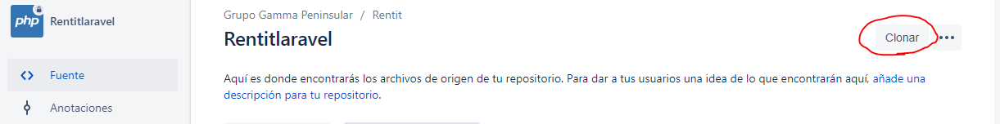 php
Rentitlaravel
Fuente
Anotaciones
Grupo Gamma Peninsular / Rentit
Rentitlaravel
Clonar
Aquí es donde encontrarás los archivos de origen de tu repositorio. Para dar a tus usuarios una idea de lo que encontrarán aquí, añade una
descripción para tu repositorio.